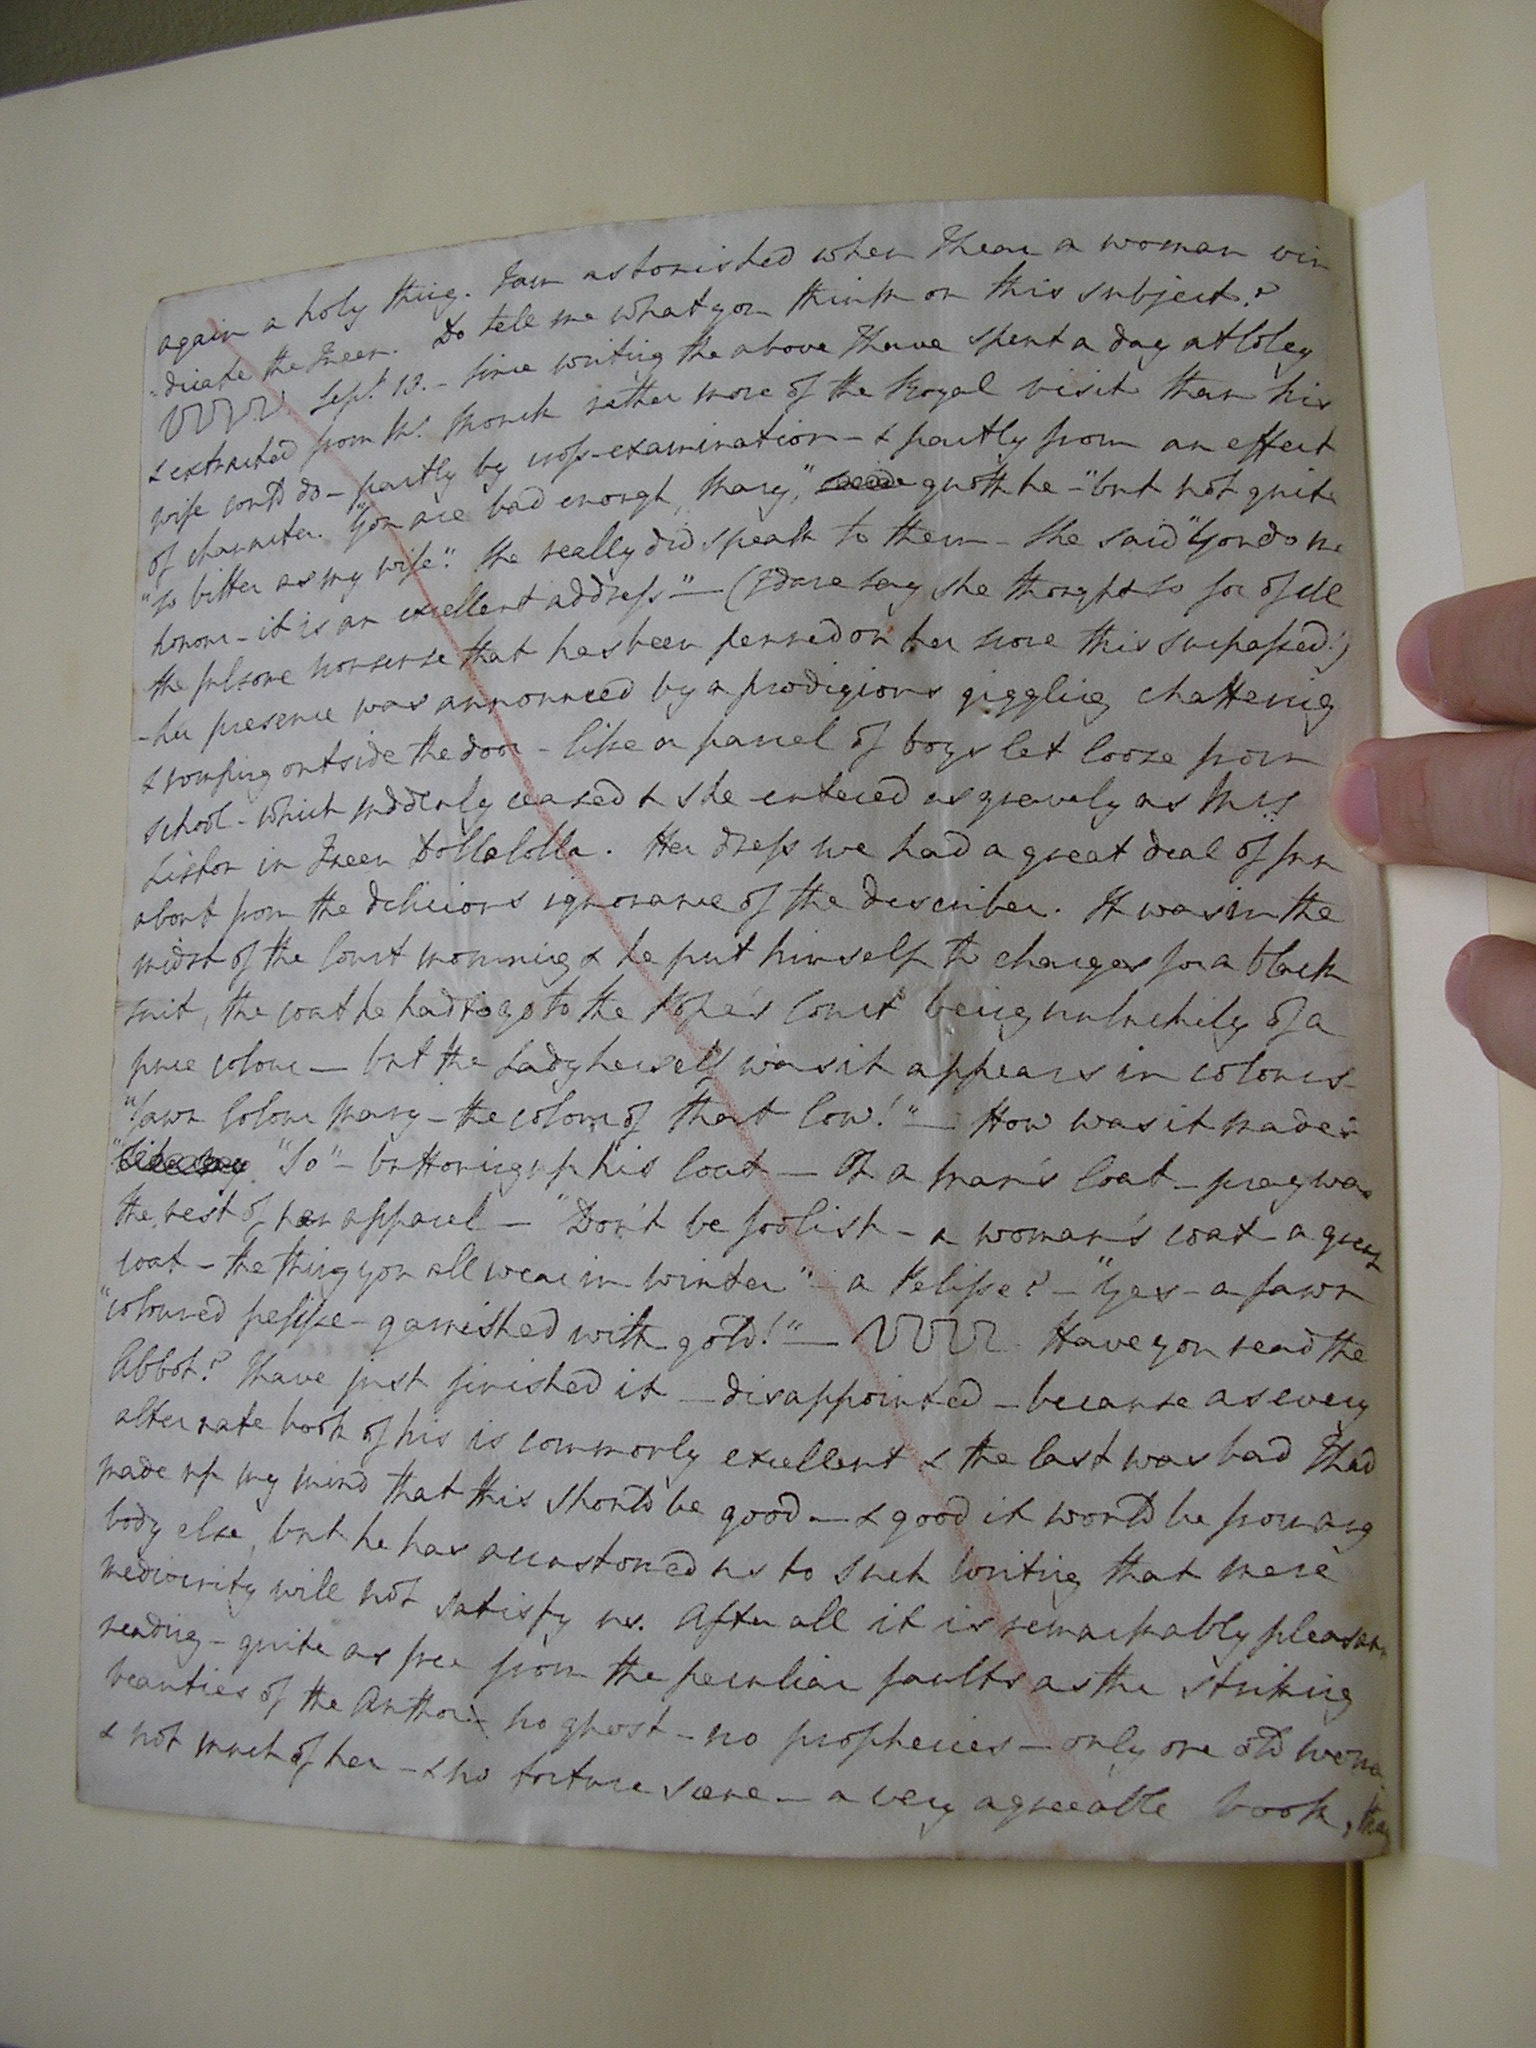 again a holy thing. I am astonished when I hear a woman vin
-dicate the Queen. Do tell me what you think on this subject.?
Sept. 12. - Since writing the above I have spent a day at Coley
& extracted from Mr. Monck rather more of the Royal visit than his
wife could do - partly by cross-examination - & partly from an effect
of character. "You are bad enough, Mary," said quoth he - "but not quite
"so bitter as my wife." She really did speak to them - She said "You do me
honour - it is an excellent address" — (I dare say she thought so for of all
the fulsome nonsense that has been penned on her score this surpassed!)
- her presence was announced by a prodigious giggling chattering
& romping outside the door - like a parcel of boys let loose from
school - which suddenly ceased & she entered as gravely as Mrs.
Liston in Queen Dollalolla. Her dress we had a great deal of fun
about from the delicious ignorance of the describer. It was in the
midst of the Court mourning & he put himself to charges for a black
suit, the coat he had to go to the Pope's Court being unluckily of a
puce colour — but the Lady herself was it appears in colours -
"Fawn Colour Mary - the colour of that Cow!" — How was it made?
"So" - buttoning up his Coat — Of a Man's Coat - pray was
the rest of her apparel — "Don't be foolish - a woman's coat - a great
coat - the thing you all wear in winter" - a Pelisse? - "Yes - a fawn
"coloured pelisse - garnished with gold!" — Have you read the
Abbot? I have just finished it — disappointed - because as every
alternate book of his is commonly excellent & the last was bad I had
made up my mind that this should be good — & good it would be from any
body else, but he has accustomed us to such writing that mere
mediocrity will not satisfy us. After all it is remarkably pleasant
reading - quite as free from the peculiar faults as the striking
beauties of the Author no ghost - no prophecies - only one old woman
& not much of her - & no torture scene — a very agreeable book,